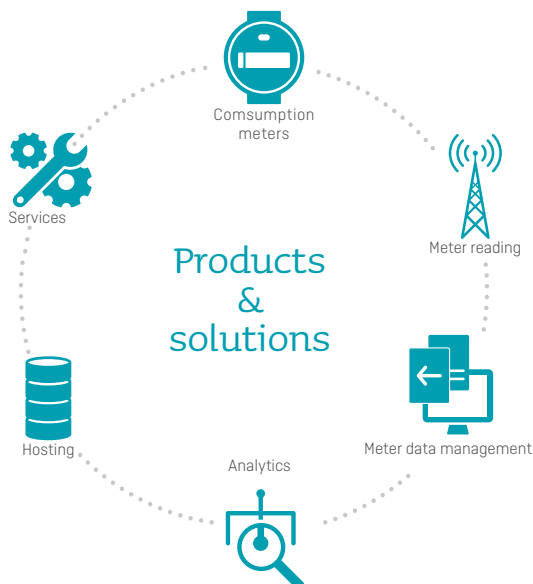 Comsumption
meters
Services
Meter reading
Products
&
solutions
Hosting
Meter data management
Analytics